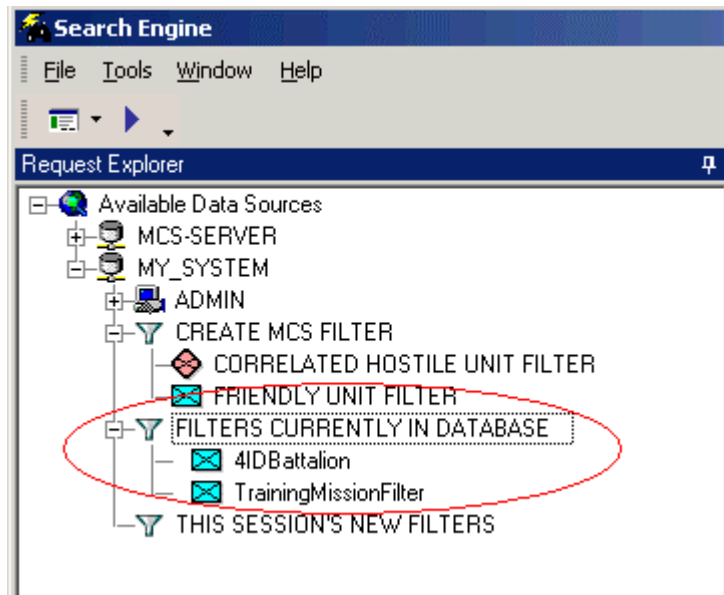 Search Engine
File Tools Window Help
Request Explorer
Available Data Sources
MCS-SERVER
MY_SYSTEM
ADMIN
CREATE MCS FILTER
CORRELATED HOSTILE UNIT FILTER
FRIENDLY UNIT FILTER
FILTERS CURRENTLY IN DATABASE
4IDBattalion
TrainingMissionFilter
THIS SESSION'S NEW FILTERS